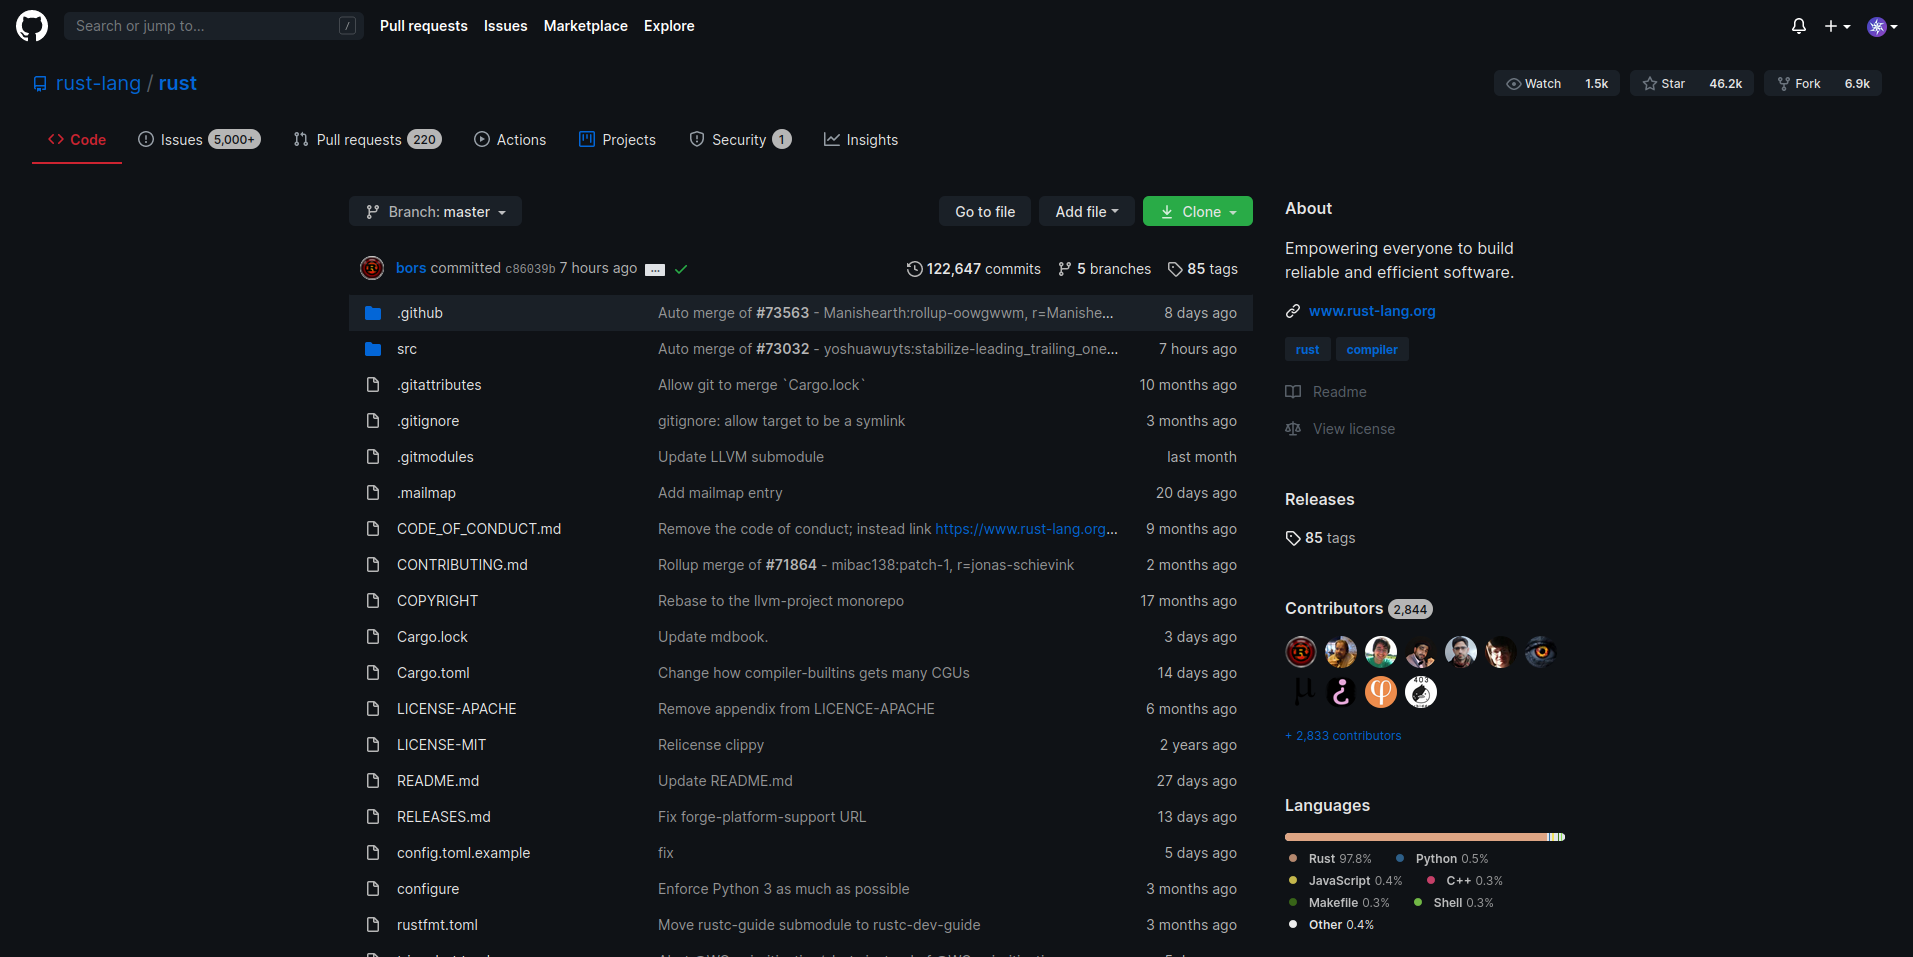 Search or jump to... /
Pull requests Issues Marketplace Explore
rust-lang / rust
Watch 1.5k Star 46.2k Fork 6.9k
Code Issues 5,000+ Pull requests 220 Actions Projects Security 1 Insights
Branch: master Go to file Add file Clone
bors committed c86039b 7 hours ago ... 122,647 commits 5 branches 85 tags
.github Auto merge of #73563 - Manishearth:rollup-oowgwwm, r=Manishe... 8 days ago
src Auto merge of #73032 - yoshuawuyts:stabilize-leading_trailing_one... 7 hours ago
.gitattributes Allow git to merge `Cargo.lock` 10 months ago
.gitignore gitignore: allow target to be a symlink 3 months ago
.gitmodules Update LLVM submodule last month
.mailmap Add mailmap entry 20 days ago
CODE_OF_CONDUCT.md Remove the code of conduct; instead link https://www.rust-lang.org... 9 months ago
CONTRIBUTING.md Rollup merge of #71864 - mibac138:patch-1, r=jonas-schievink 2 months ago
COPYRIGHT Rebase to the llvm-project monorepo 17 months ago
Cargo.lock Update mdbook. 3 days ago
Cargo.toml Change how compiler-builtins gets many CGUs 14 days ago
LICENSE-APACHE Remove appendix from LICENCE-APACHE 6 months ago
LICENSE-MIT Relicense clippy 2 years ago
README.md Update README.md 27 days ago
RELEASES.md Fix forge-platform-support URL 13 days ago
config.toml.example fix 5 days ago
configure Enforce Python 3 as much as possible 3 months ago
rustfmt.toml Move rustc-guide submodule to rustc-dev-guide 3 months ago
About
Empowering everyone to build
reliable and efficient software.
www.rust-lang.org
rust compiler
Readme
View license
Releases
85 tags
Contributors 2,844
+ 2,833 contributors
Languages
Rust 97.8% Python 0.5%
JavaScript 0.4% C++ 0.3%
Makefile 0.3% Shell 0.3%
Other 0.4%